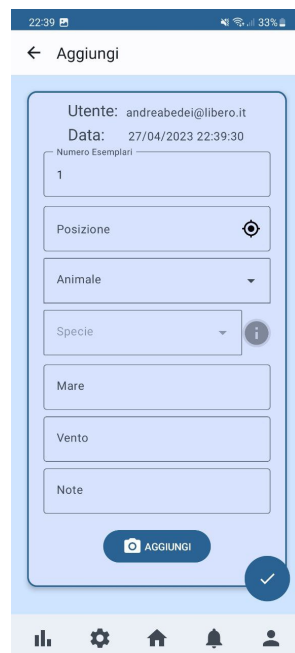 22:39 33%
Aggiungi
Utente: andreabedei@libero.it
Data: 27/04/2023 22:39:30
Numero Esemplari
1
Posizione
Animale
Specie
Mare
Vento
Note
AGGIUNGI